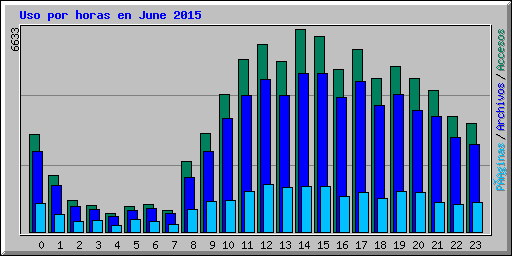 Uso por horas en June 2015
6633
0 1 2 3 4 5 6 7 8 9 10 11 12 13 14 15 16 17 18 19 20 21 22 23
Páginas / Archivos / Accesos